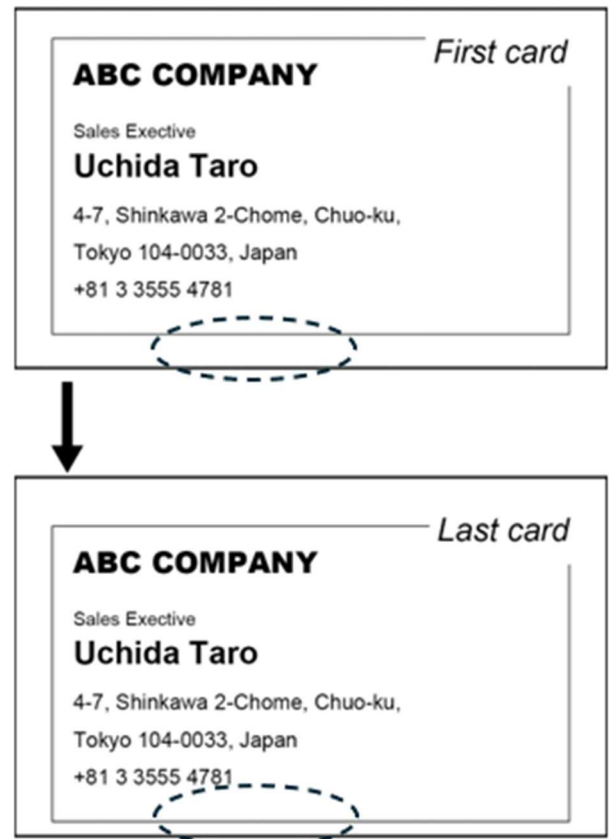 First card
ABC COMPANY
Sales Exective
Uchida Taro
4-7, Shinkawa 2-Chome, Chuo-ku,
Tokyo 104-0033, Japan
+81 3 3555 4781
Last card
ABC COMPANY
Sales Exective
Uchida Taro
4-7, Shinkawa 2-Chome, Chuo-ku,
Tokyo 104-0033, Japan
+81 3 3555 4781